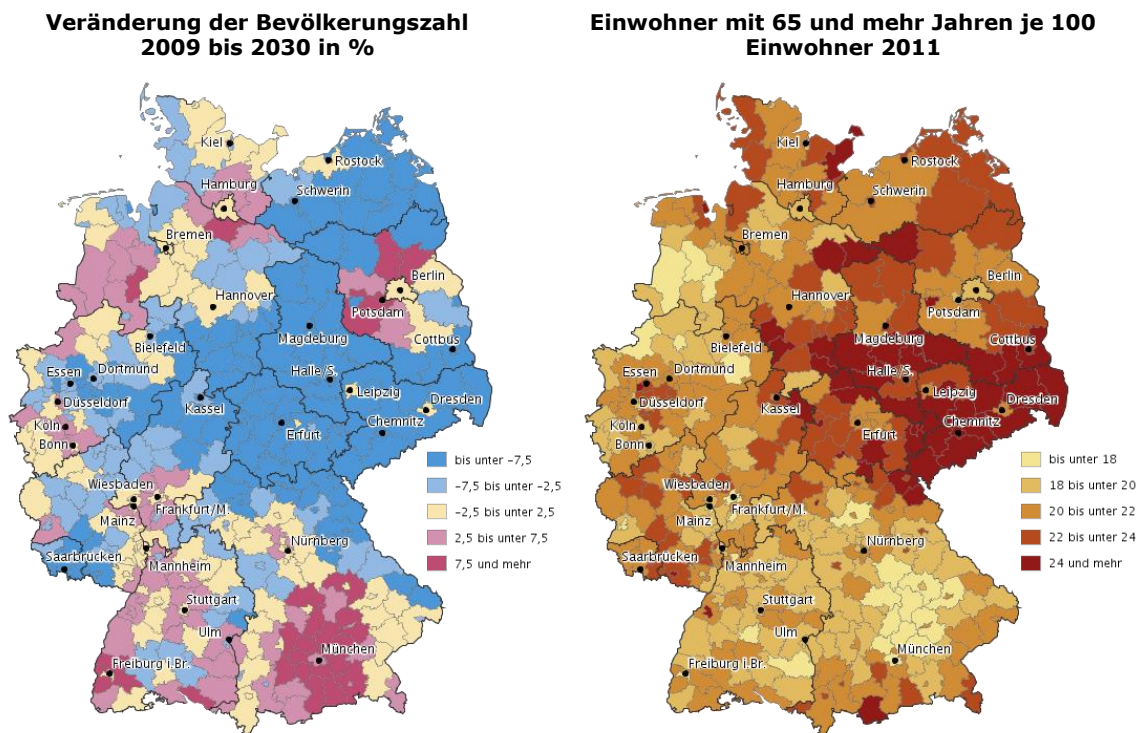 Veränderung der Bevölkerungszahl
2009 bis 2030 in %
Kiel
Rostock
Hamburg
Schwerin
Bremen
Berlin
Hannover
Potsdam
Bielefeld
Magdeburg
Cottbus
Essen
Dortmund
Halle/S.
Leipzig
Düsseldorf
Kassel
Dresden
Köln
Erfurt
Chemnitz
Bonn
Wiesbaden
Frankfurt/M.
Mainz
Saarbrücken
Mannheim
Nürnberg
Stuttgart
Ulm
München
Freiburg i.Br.
bis unter –7,5
–7,5 bis unter –2,5
–2,5 bis unter 2,5
2,5 bis unter 7,5
7,5 und mehr
Einwohner mit 65 und mehr Jahren je 100
Einwohner 2011
Kiel
Rostock
Hamburg
Schwerin
Bremen
Berlin
Hannover
Potsdam
Bielefeld
Magdeburg
Cottbus
Essen
Dortmund
Halle/S.
Leipzig
Düsseldorf
Kassel
Dresden
Köln
Erfurt
Chemnitz
Bonn
Wiesbaden
Frankfurt/M.
Mainz
Saarbrücken
Mannheim
Nürnberg
Stuttgart
Ulm
München
Freiburg i.Br.
bis unter 18
18 bis unter 20
20 bis unter 22
22 bis unter 24
24 und mehr